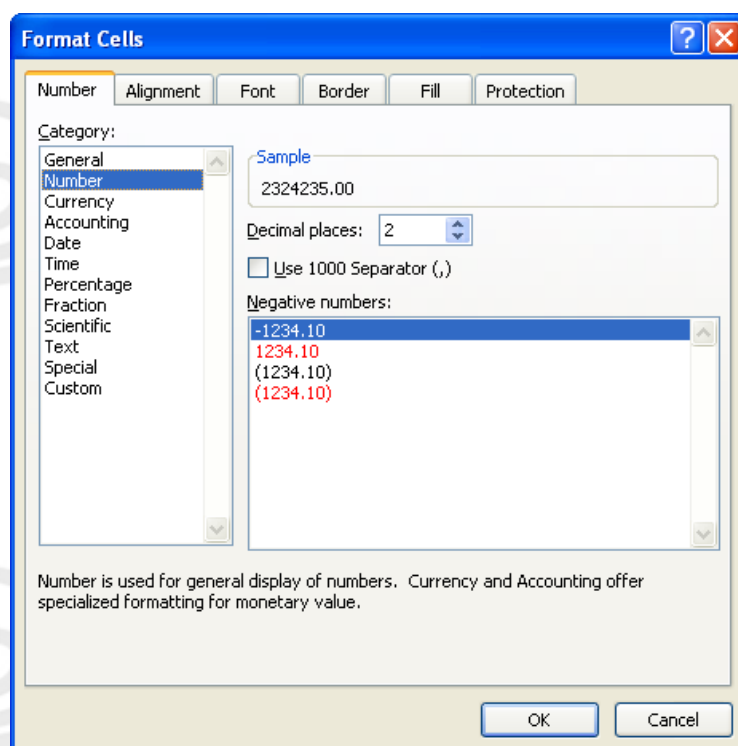 Format Cells
Number Alignment Font Border Fill Protection
Category:
General
Number
Currency
Accounting
Date
Time
Percentage
Fraction
Scientific
Text
Special
Custom
Sample
2324235.00
Decimal places: 2
Use 1000 Separator (,)
Negative numbers:
-1234.10
1234.10
(1234.10)
(1234.10)
Number is used for general display of numbers.  Currency and Accounting offer
specialized formatting for monetary value.
OK Cancel